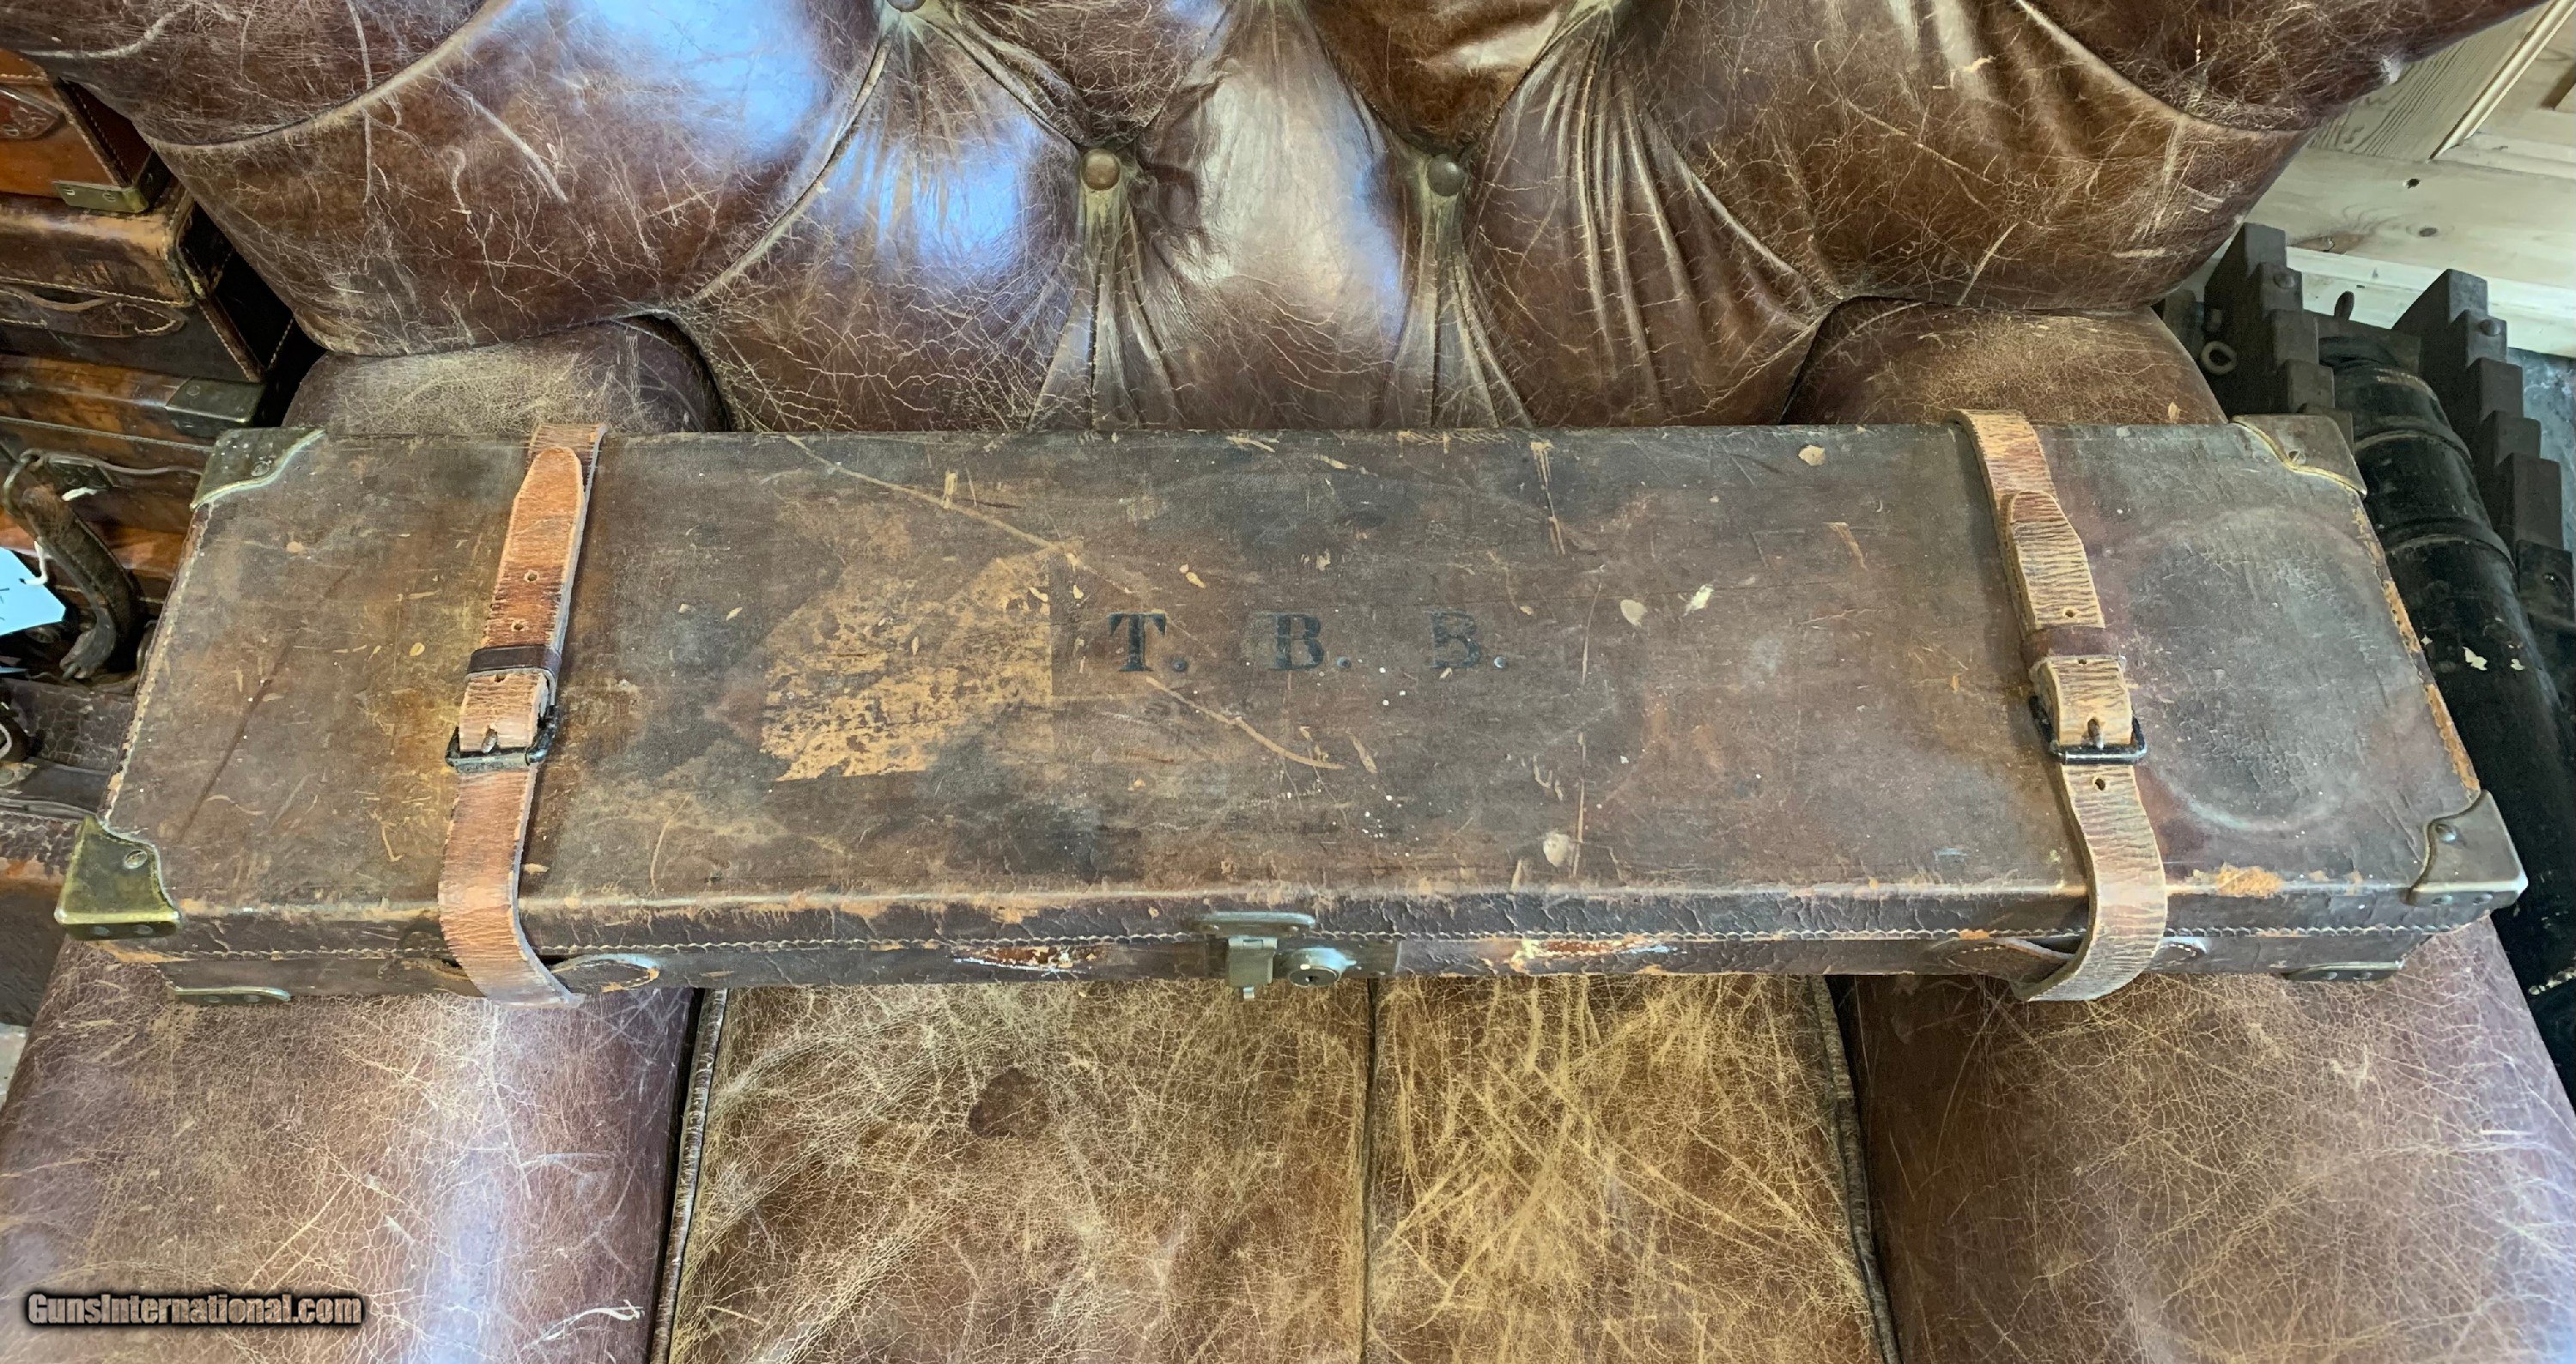 T. B. B.
GunsInternational.com